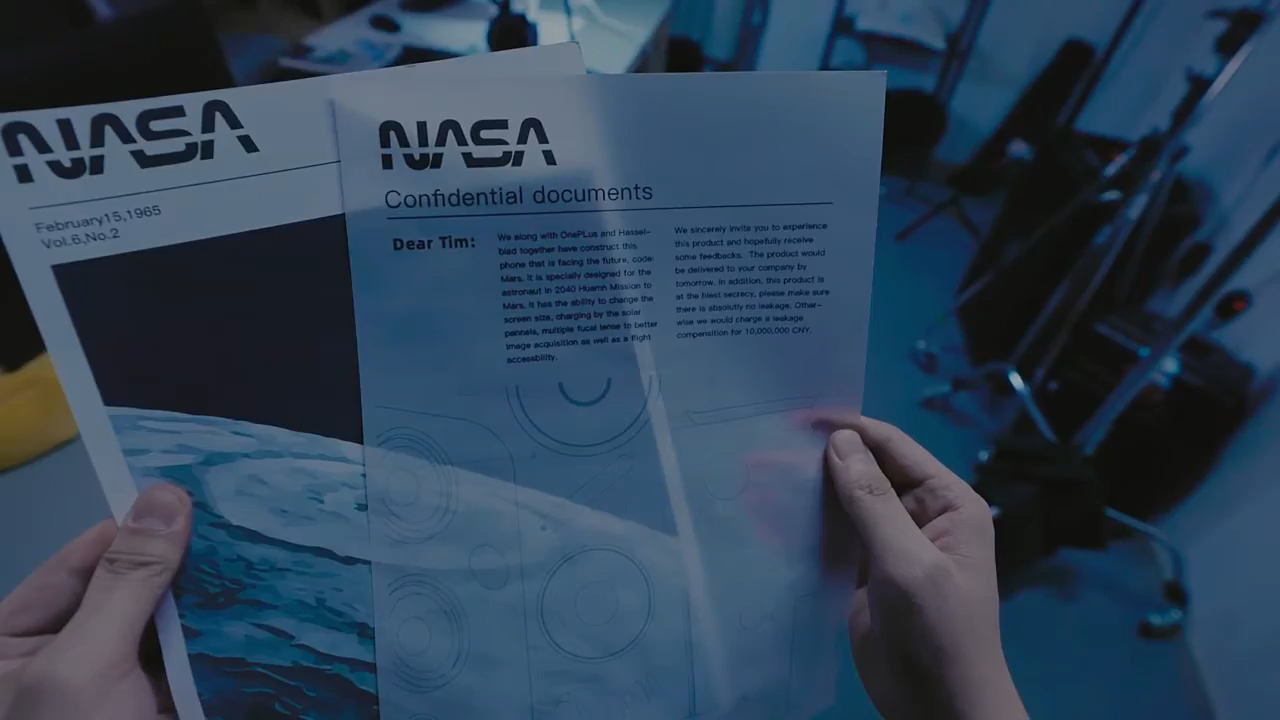 NASA
February15,1965
Vol.6,No.2
NASA
Confidential documents
Dear Tim:
We along with OnePLus and Hassel-
blad together have construct this
phone that is facing the future, code:
Mars. It is specially designed for the
astronaut in 2040 Huamn Mission to
Mars. It has the ability to change the
screen size, charging by the solar
pannels, multiple focal lense to better
image acquisition as well as a flight
accessability.
We sincerely invite you to experience
this product and hopefully receive
some feedbacks. The product would
be delivered to your company by
tomorrow. In addition, this product is
at the hiest secrecy, please make sure
there is absolutly no leakage. Other-
wise we would charge a leakage
compensition for 10,000,000 CNY.